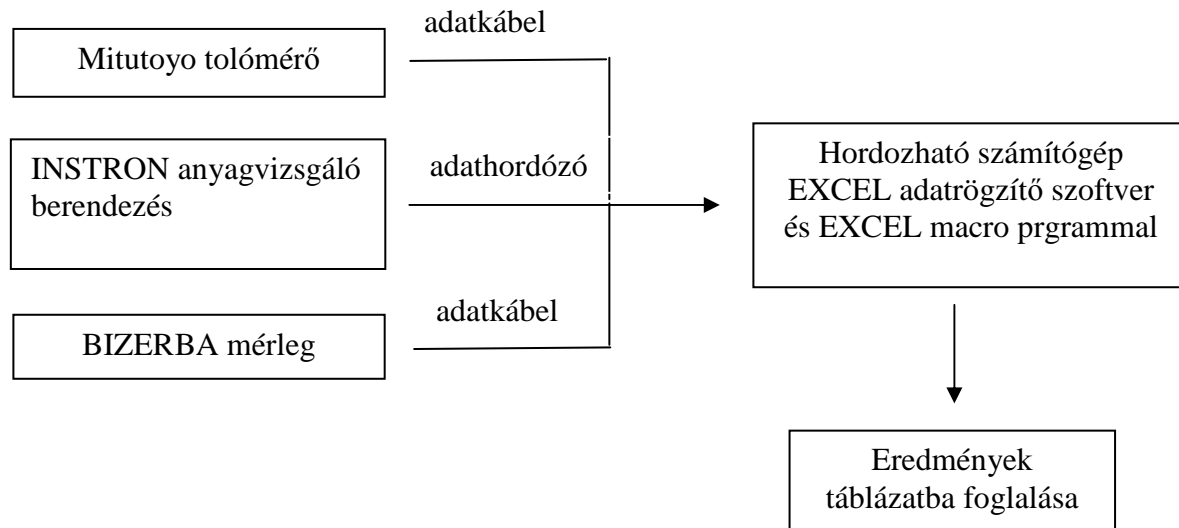 adatkábel
Mitutoyo tolómérő
INSTRON anyagvizsgáló
berendezés
adathordózó
Hordozható számítógép
EXCEL adatrögzítő szoftver
és EXCEL macro prgrammal
adatkábel
BIZERBA mérleg
Eredmények
táblázatba foglalása